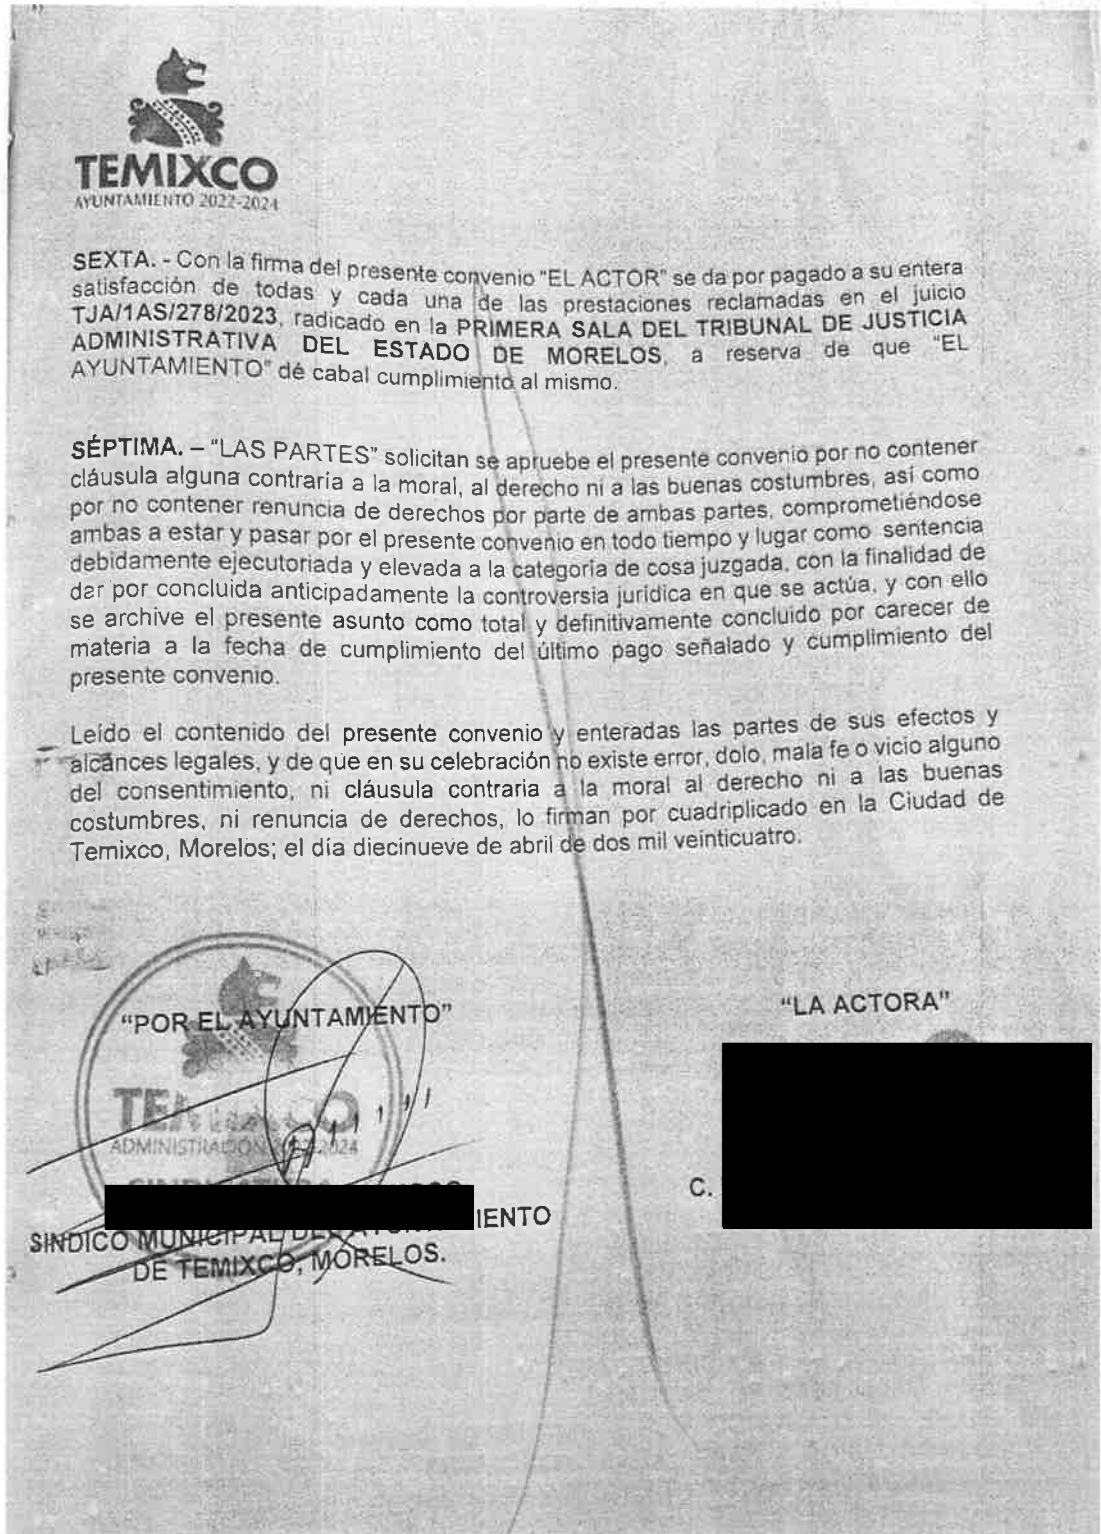 TEMIXCO
AYUNTAMIENTO 2022-2024
SEXTA. - Con la firma del presente convenio "EL ACTOR" se da por pagado a su entera
satisfacción de todas y cada una de las prestaciones reclamadas en el juicio
TJA/1AS/278/2023, radicado en la PRIMERA SALA DEL TRIBUNAL DE JUSTICIA
ADMINISTRATIVA DEL ESTADO DE MORELOS, a reserva de que "EL
AYUNTAMIENTO" dé cabal cumplimiento al mismo.
SÉPTIMA. – "LAS PARTES" solicitan se apruebe el presente convenio por no contener
cláusula alguna contraria a la moral, al derecho ni a las buenas costumbres, así como
por no contener renuncia de derechos por parte de ambas partes, comprometiéndose
ambas a estar y pasar por el presente convenio en todo tiempo y lugar como sentencia
debidamente ejecutoriada y elevada a la categoría de cosa juzgada, con la finalidad de
dar por concluida anticipadamente la controversia jurídica en que se actúa, y con ello
se archive el presente asunto como total y definitivamente concluido por carecer de
materia a la fecha de cumplimiento del último pago señalado y cumplimiento del
presente convenio.
Leído el contenido del presente convenio y enteradas las partes de sus efectos y
alcances legales, y de que en su celebración no existe error, dolo, mala fe o vicio alguno
del consentimiento, ni cláusula contraria a la moral al derecho ni a las buenas
costumbres, ni renuncia de derechos, lo firman por cuadriplicado en la Ciudad de
Temixco, Morelos; el día diecinueve de abril de dos mil veinticuatro.
"POR EL AYUNTAMIENTO"
"LA ACTORA"
TEMIXCO
ADMINISTRACIÓN 2022-2024
C.
IENTO
SINDICO MUNICIPAL DEL
DE TEMIXCO, MORELOS.